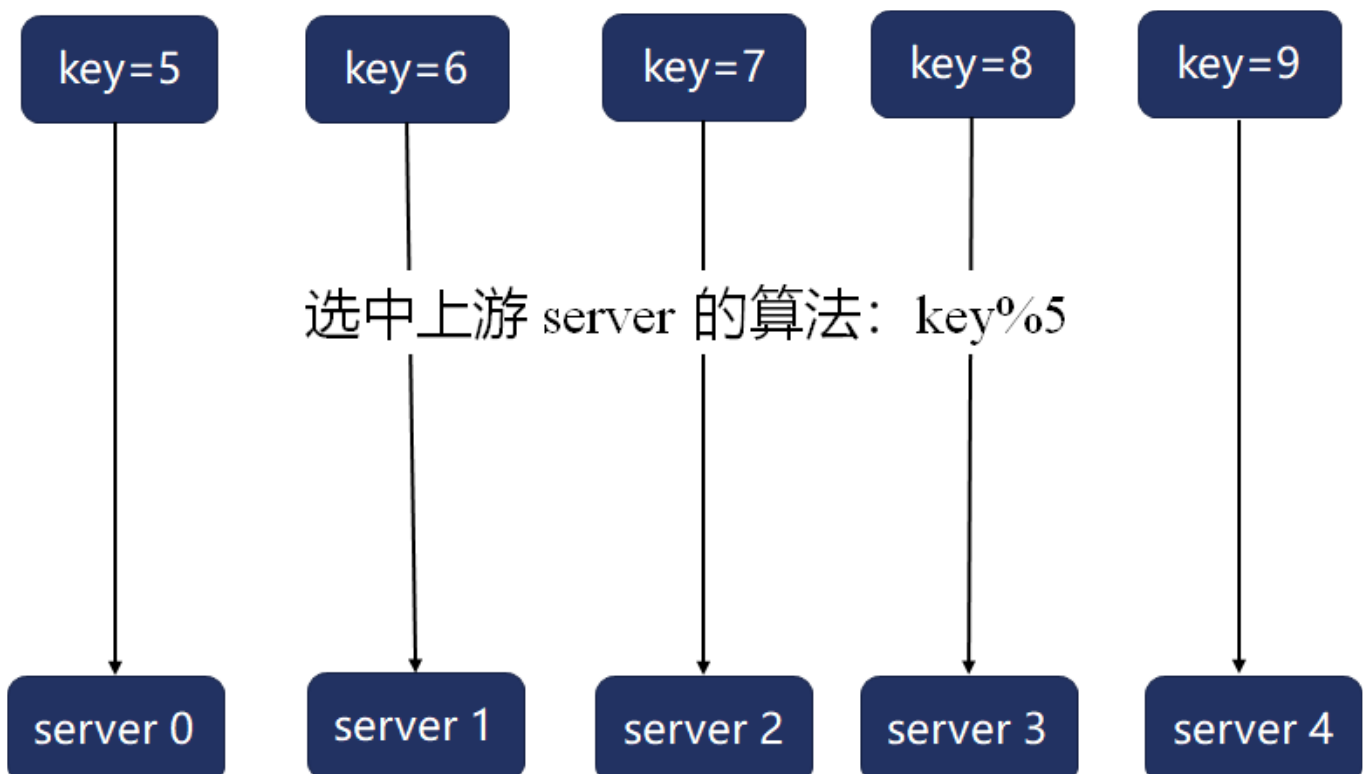 key=5
key=6
key=7
key=8
key=9
选中上游 server 的算法：key%5
server 0
server 1
server 2
server 3
server 4